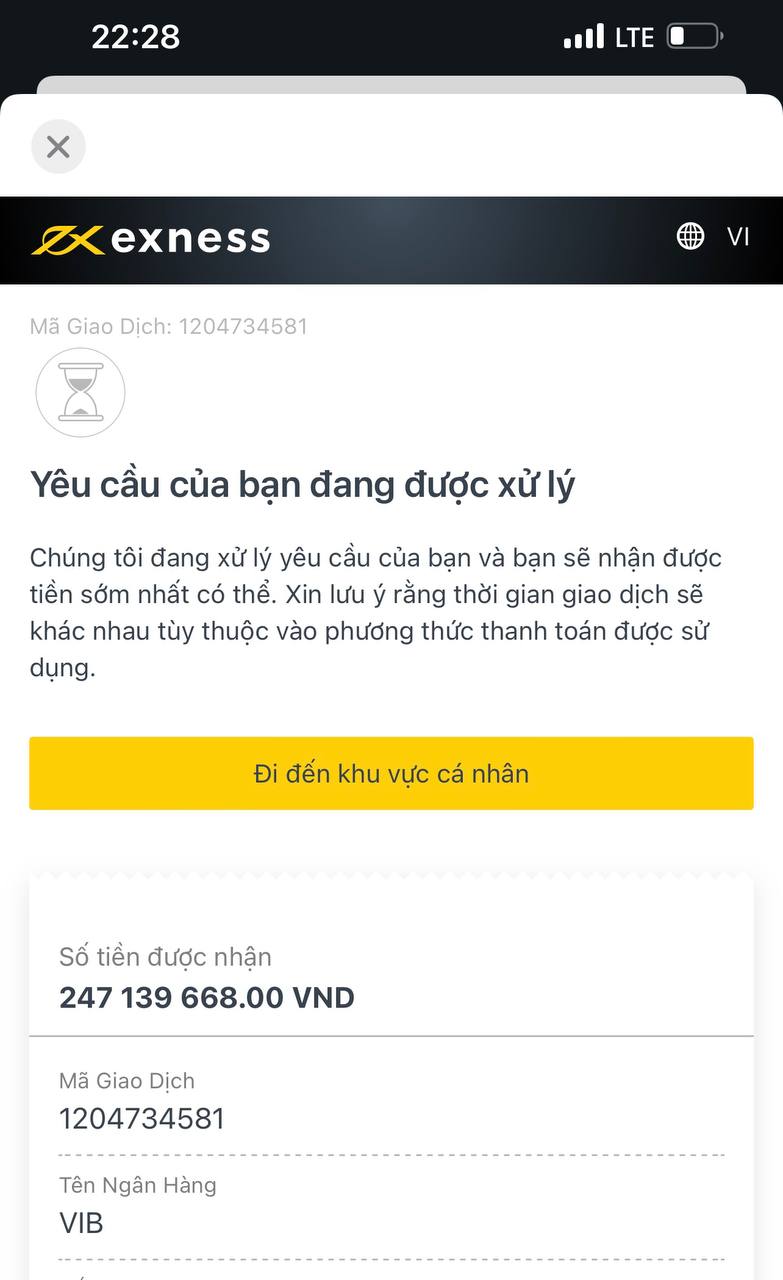 22:28
LTE
exness
VI
Mã Giao Dịch: 1204734581
Yêu cầu của bạn đang được xử lý
Chúng tôi đang xử lý yêu cầu của bạn và bạn sẽ nhận được
tiền sớm nhất có thể. Xin lưu ý rằng thời gian giao dịch sẽ
khác nhau tùy thuộc vào phương thức thanh toán được sử
dụng.
Đi đến khu vực cá nhân
Số tiền được nhận
247 139 668.00 VND
Mã Giao Dịch
1204734581
Tên Ngân Hàng
VIB